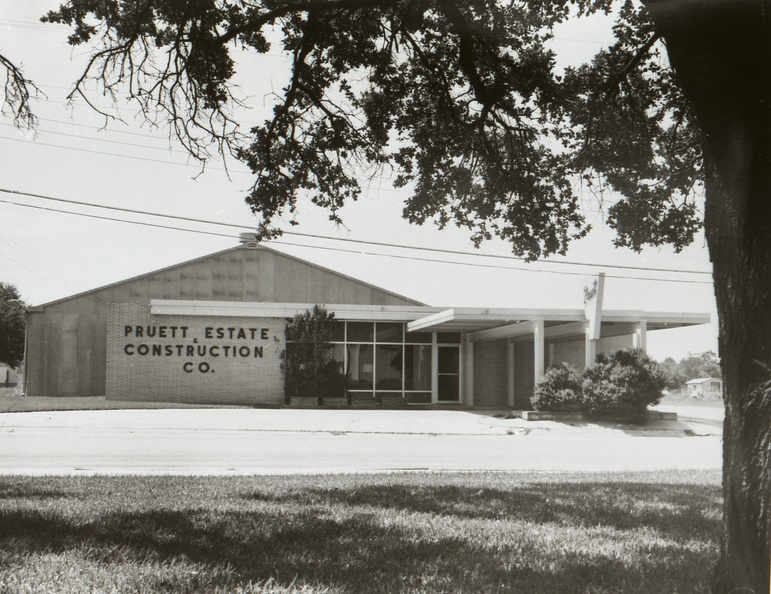 PRUETT ESTATE
&
CONSTRUCTION
CO.